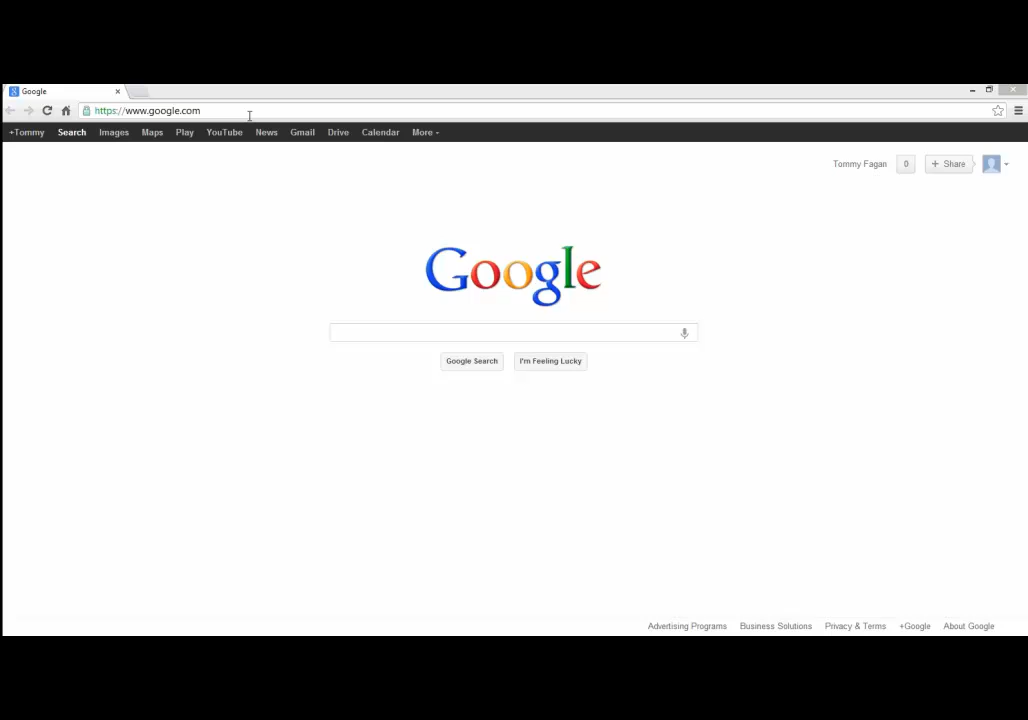 Google
https://www.google.com
+Tommy Search Images Maps Play YouTube News Gmail Drive Calendar More
Tommy Fagan 0 + Share
Google
Google Search I'm Feeling Lucky
Advertising Programs Business Solutions Privacy & Terms +Google About Google